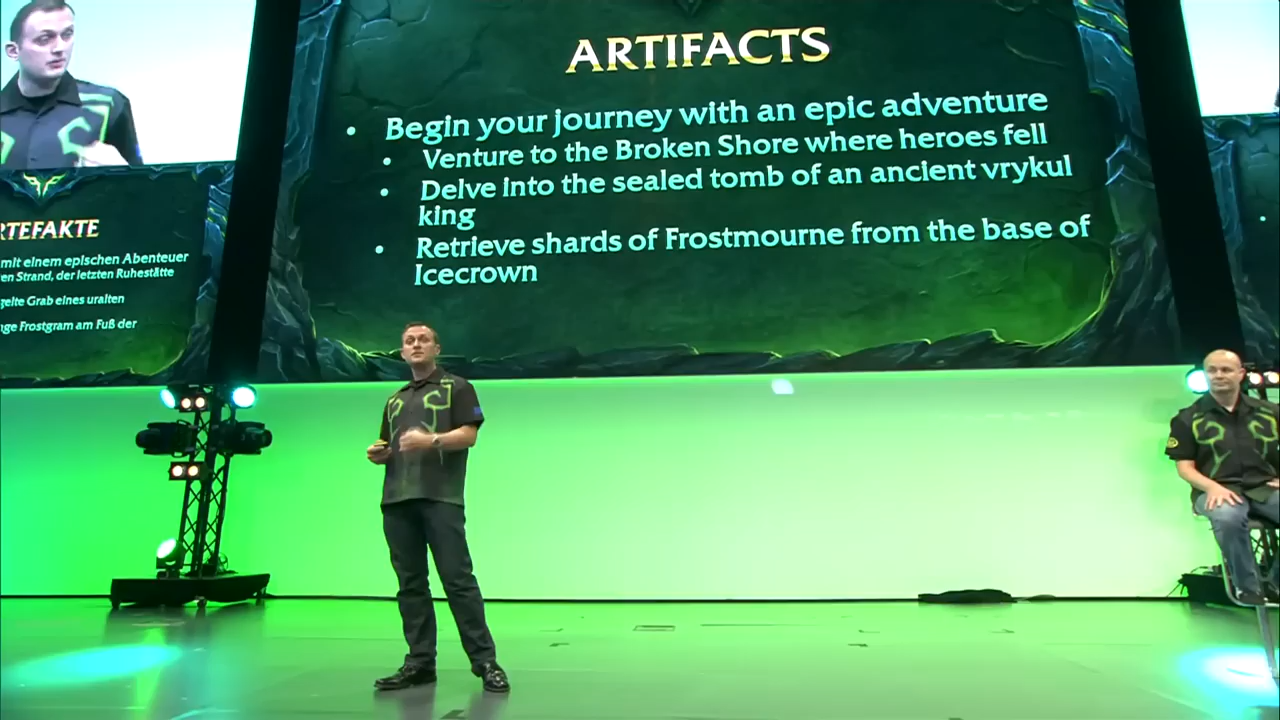 ARTIFACTS
• Begin your journey with an epic adventure
• Venture to the Broken Shore where heroes fell
• Delve into the sealed tomb of an ancient vrykul
king
• Retrieve shards of Frostmourne from the base of
Icecrown
RTEFAKTE
mit einem epischen Abenteuer
en Strand, der letzten Ruhestätte
gelte Grab eines uralten
nge Frostgram am Fuß der